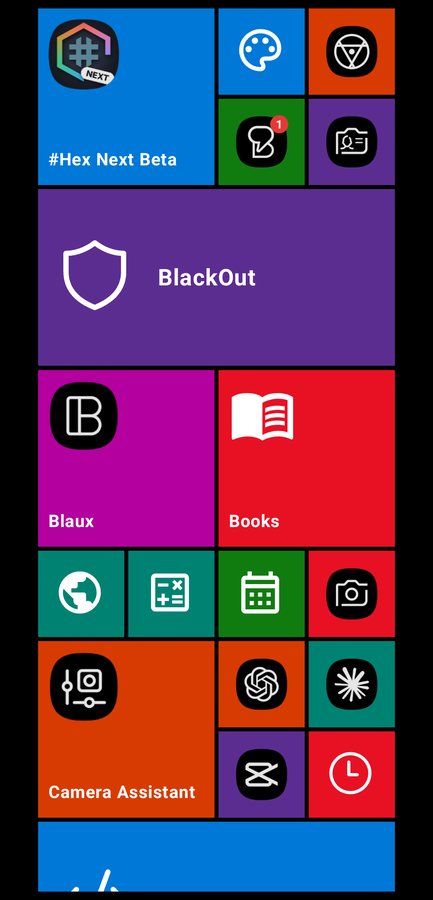 NEXT
#Hex Next Beta
1
BlackOut
Blaux
Books
Camera Assistant